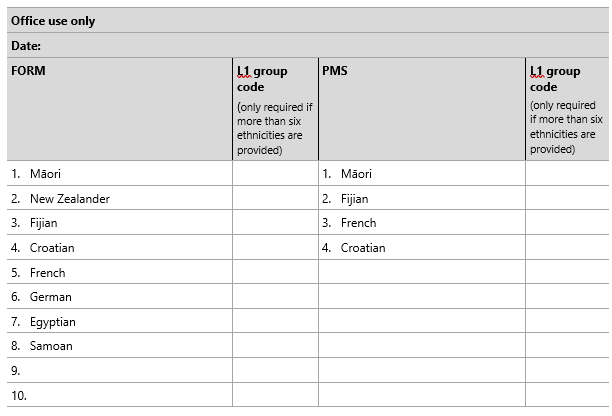 Office use only
Date:
FORM
L1 group
code
(only required if
more than six
ethnicities are
provided)
PMS
L1 group
code
(only required
if more than six
ethnicities are
provided)
1. Māori
1. Māori
2. New Zealander
2. Fijian
3. Fijian
3. French
4. Croatian
4. Croatian
5. French
6. German
7. Egyptian
8. Samoan
9.
10.